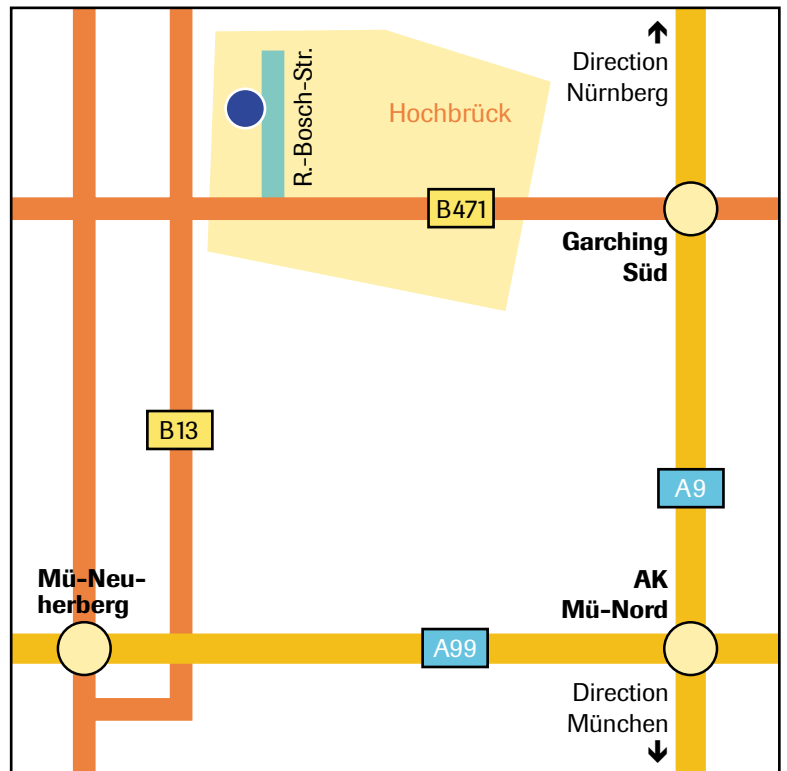 Direction
Nürnberg
R.-Bosch-Str.
Hochbrück
B471
Garching
Süd
B13
A9
Mü-Neu-
herberg
AK
Mü-Nord
A99
Direction
München